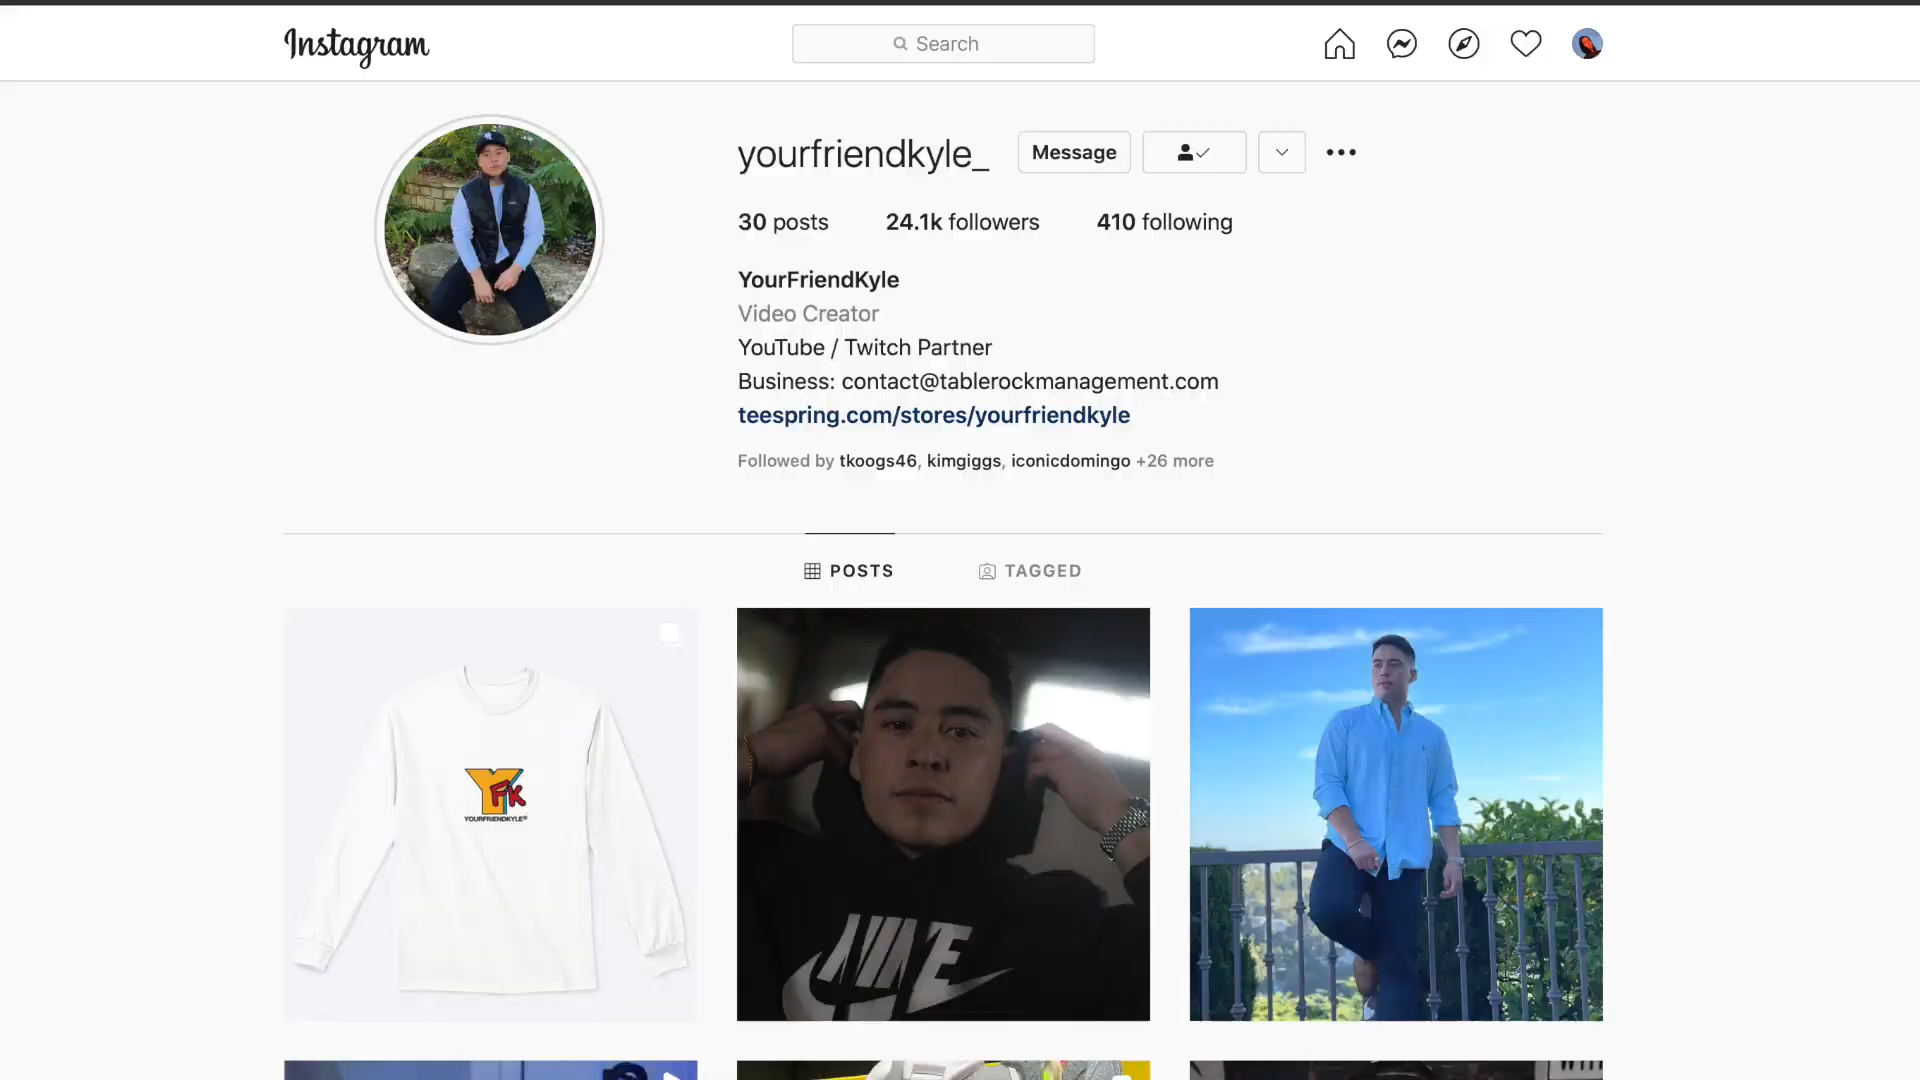 Instagram
Search
yourfriendkyle_
Message
30 posts
24.1k followers
410 following
YourFriendKyle
Video Creator
YouTube / Twitch Partner
Business: contact@tablerockmanagement.com
teespring.com/stores/yourfriendkyle
Followed by tkoogs46, kimgiggs, iconicdomingo +26 more
POSTS
TAGGED
YFK
YOURFRIENDKYLE®
NIKE